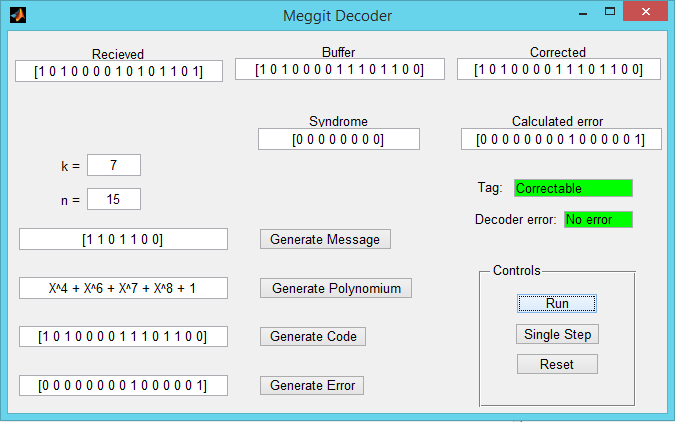 Meggit Decoder
Recieved
Buffer
Corrected
[1 0 1 0 0 0 0 1 0 1 0 1 1 0 1]
[1 0 1 0 0 0 0 1 1 1 0 1 1 0 0]
[1 0 1 0 0 0 0 1 1 1 0 1 1 0 0]
Syndrome
Calculated error
[0 0 0 0 0 0 0 0]
[0 0 0 0 0 0 0 0 1 0 0 0 0 0 1]
k = 7
n = 15
Tag: Correctable
Decoder error: No error
[1 1 0 1 1 0 0]
Generate Message
X^4 + X^6 + X^7 + X^8 + 1
Generate Polynomium
[1 0 1 0 0 0 0 1 1 1 0 1 1 0 0]
Generate Code
[0 0 0 0 0 0 0 0 1 0 0 0 0 0 1]
Generate Error
Controls
Run
Single Step
Reset